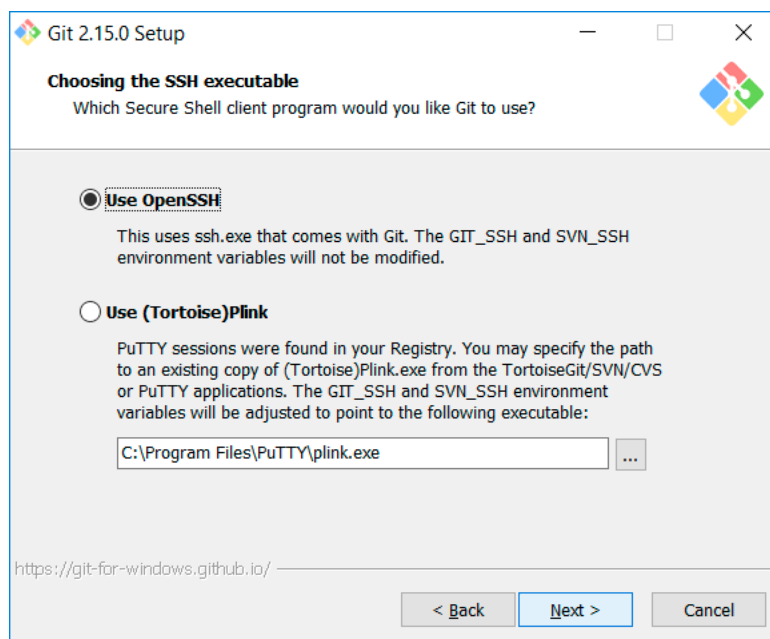 Git 2.15.0 Setup
Choosing the SSH executable
Which Secure Shell client program would you like Git to use?
Use OpenSSH
This uses ssh.exe that comes with Git. The GIT_SSH and SVN_SSH
environment variables will not be modified.
Use (Tortoise)Plink
PuTTY sessions were found in your Registry. You may specify the path
to an existing copy of (Tortoise)Plink.exe from the TortoiseGit/SVN/CVS
or PuTTY applications. The GIT_SSH and SVN_SSH environment
variables will be adjusted to point to the following executable:
C:\Program Files\PuTTY\plink.exe
...
https://git-for-windows.github.io/
< Back Next > Cancel